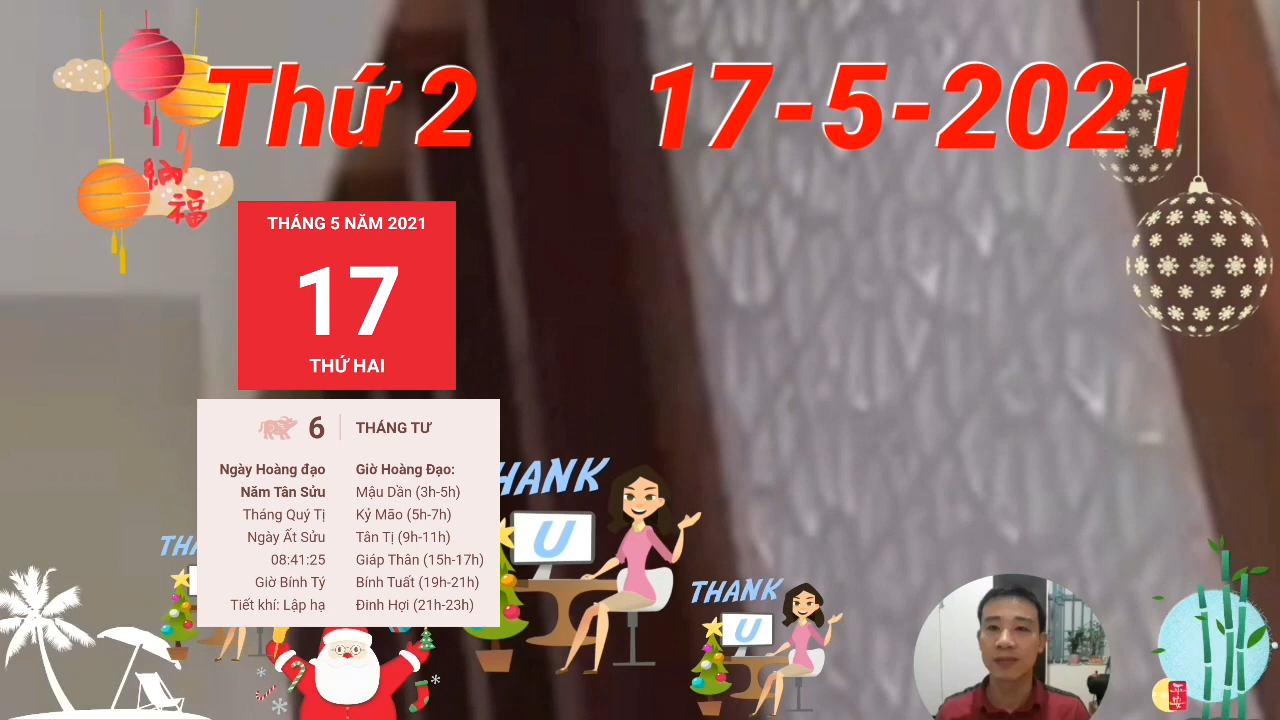 Thứ 2 17-5-2021
納
福
THÁNG 5 NĂM 2021
17
THỨ HAI
6 THÁNG TƯ
Ngày Hoàng đạo Giờ Hoàng Đạo:
Năm Tân Sửu Mậu Dần (3h-5h)
Tháng Quý Tị Kỷ Mão (5h-7h)
Ngày Ất Sửu Tân Tị (9h-11h)
08:41:25 Giáp Thân (15h-17h)
Giờ Bính Tý Bính Tuất (19h-21h)
Tiết khí: Lập hạ Đinh Hợi (21h-23h)
HANK
U
TH
THANK
U